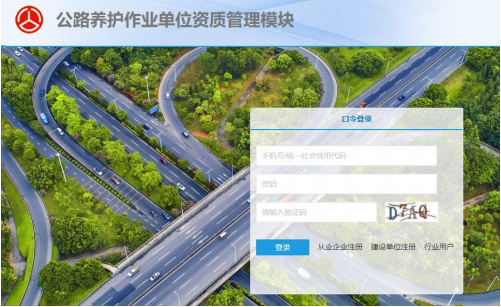 公路养护作业单位资质管理模块
口令登录
手机号/统一社会信用代码
密码
请输入验证码 D7AQ
登录 从业企业注册 建设单位注册 行业用户